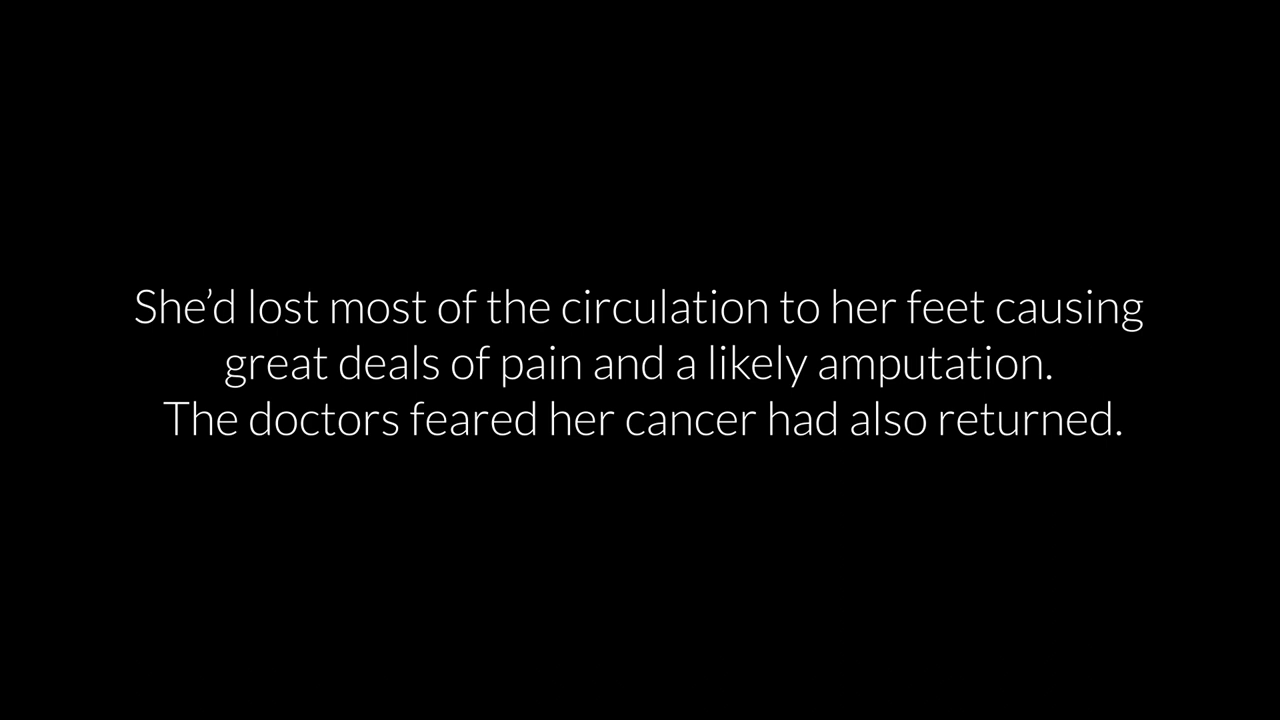 She’d lost most of the circulation to her feet causing
great deals of pain and a likely amputation.
The doctors feared her cancer had also returned.